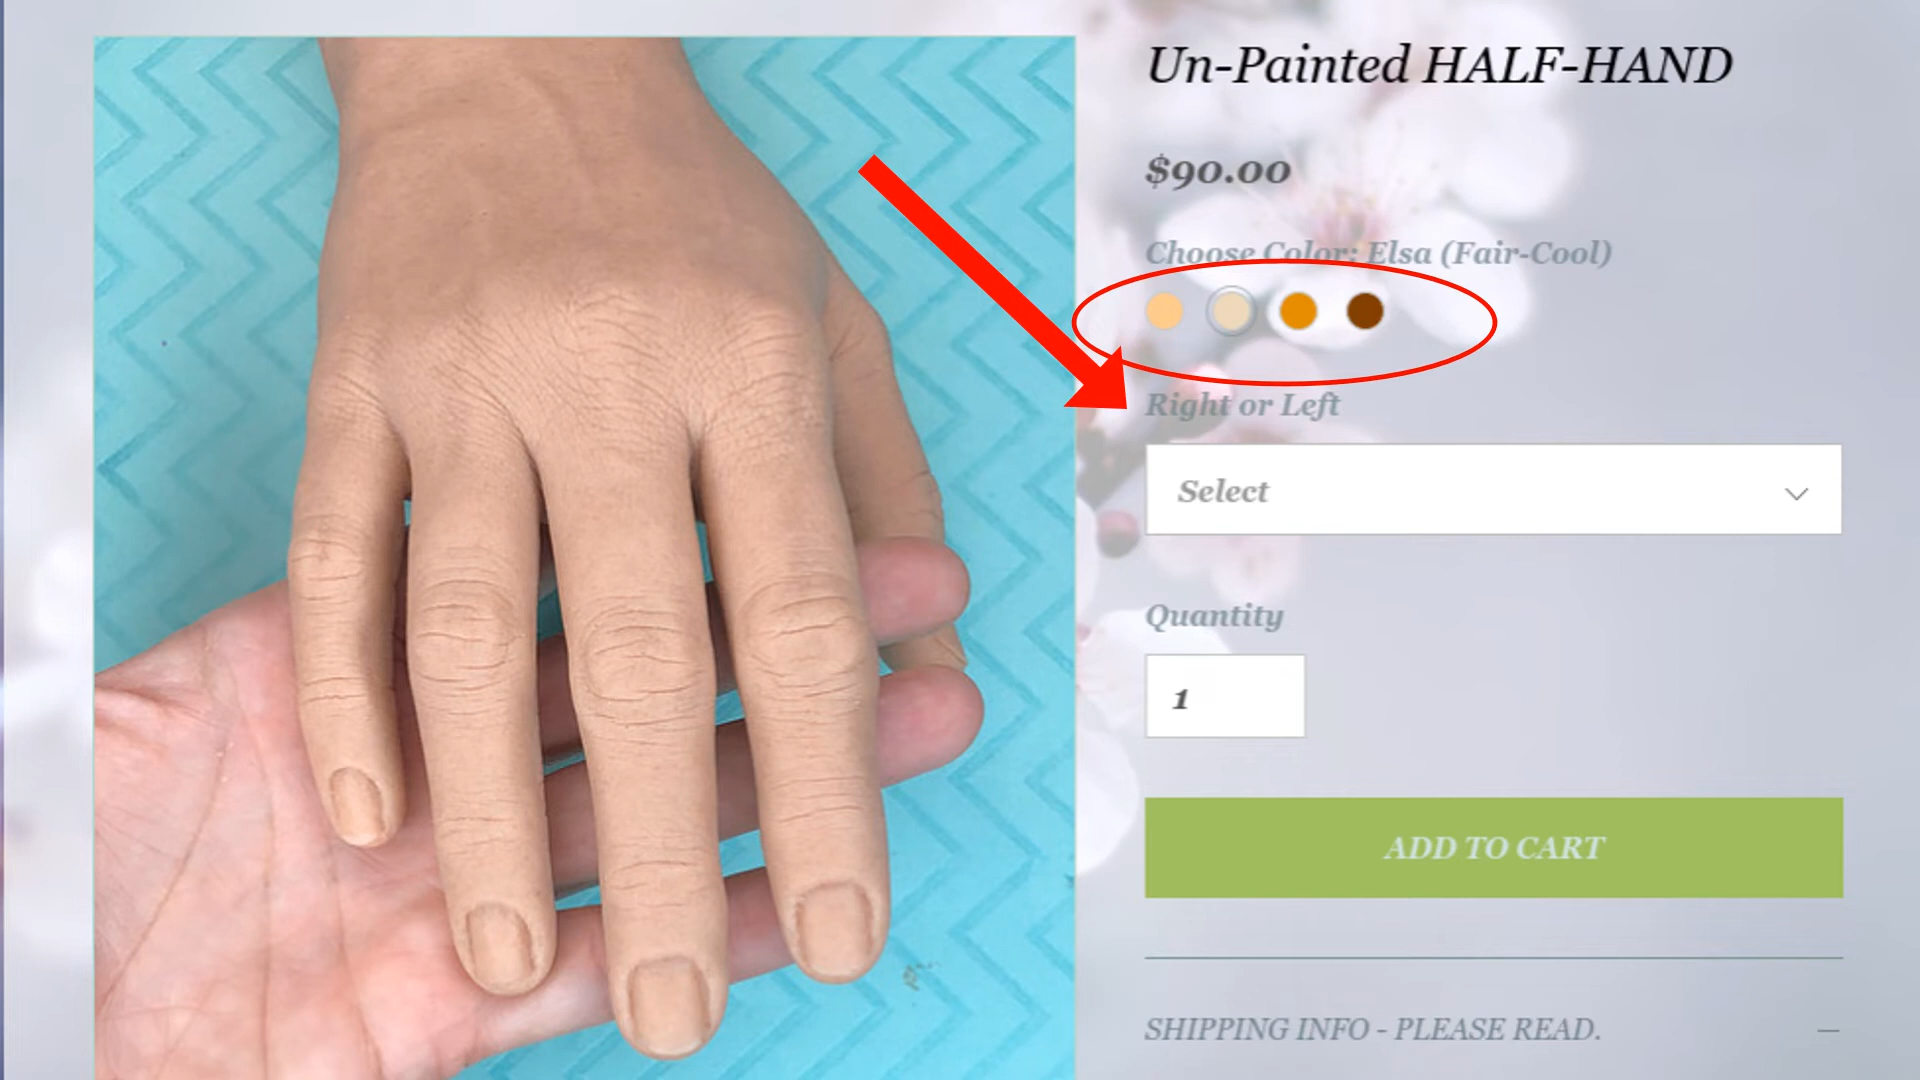 Un-Painted HALF-HAND
$90.00
Choose Color: Elsa (Fair-Cool)
Right or Left
Select
Quantity
1
ADD TO CART
SHIPPING INFO - PLEASE READ.